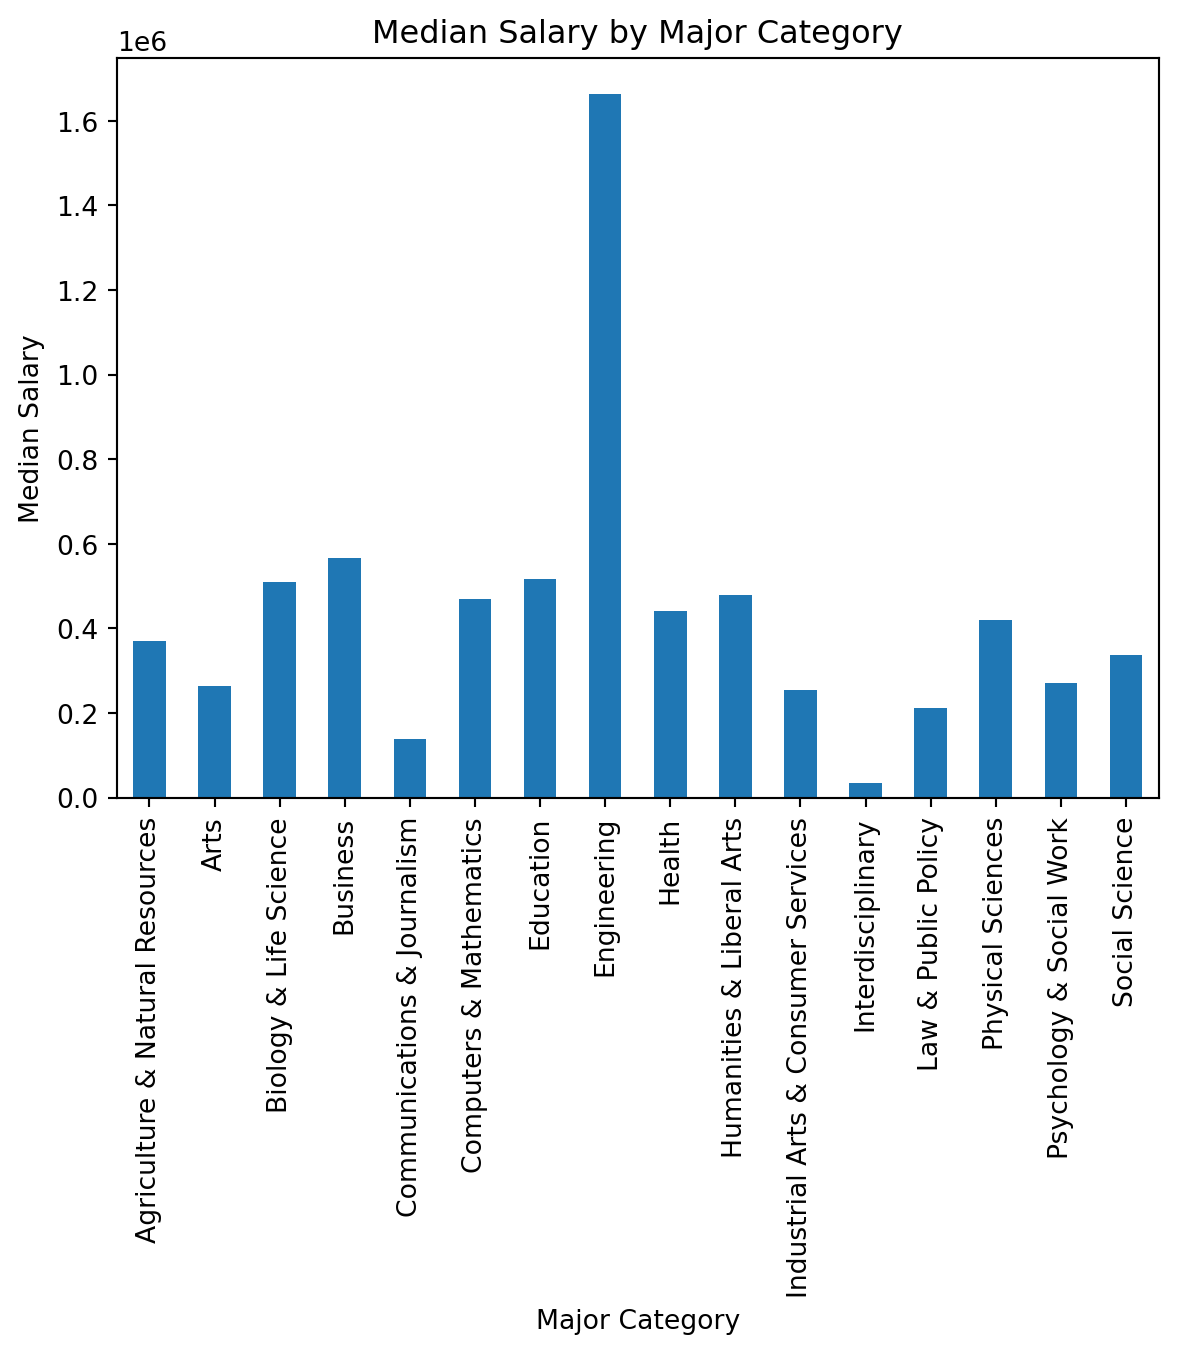 Median Salary by Major Category
1e6
1.6
1.4
1.2
1.0
0.8
0.6
0.4
0.2
0.0
Median Salary
Agriculture & Natural Resources
Arts
Biology & Life Science
Business
Communications & Journalism
Computers & Mathematics
Education
Engineering
Health
Humanities & Liberal Arts
Industrial Arts & Consumer Services
Interdisciplinary
Law & Public Policy
Physical Sciences
Psychology & Social Work
Social Science
Major Category